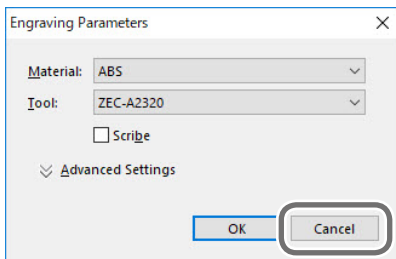 Engraving Parameters
Material: ABS
Tool: ZEC-A2320
Scribe
Advanced Settings
OK Cancel